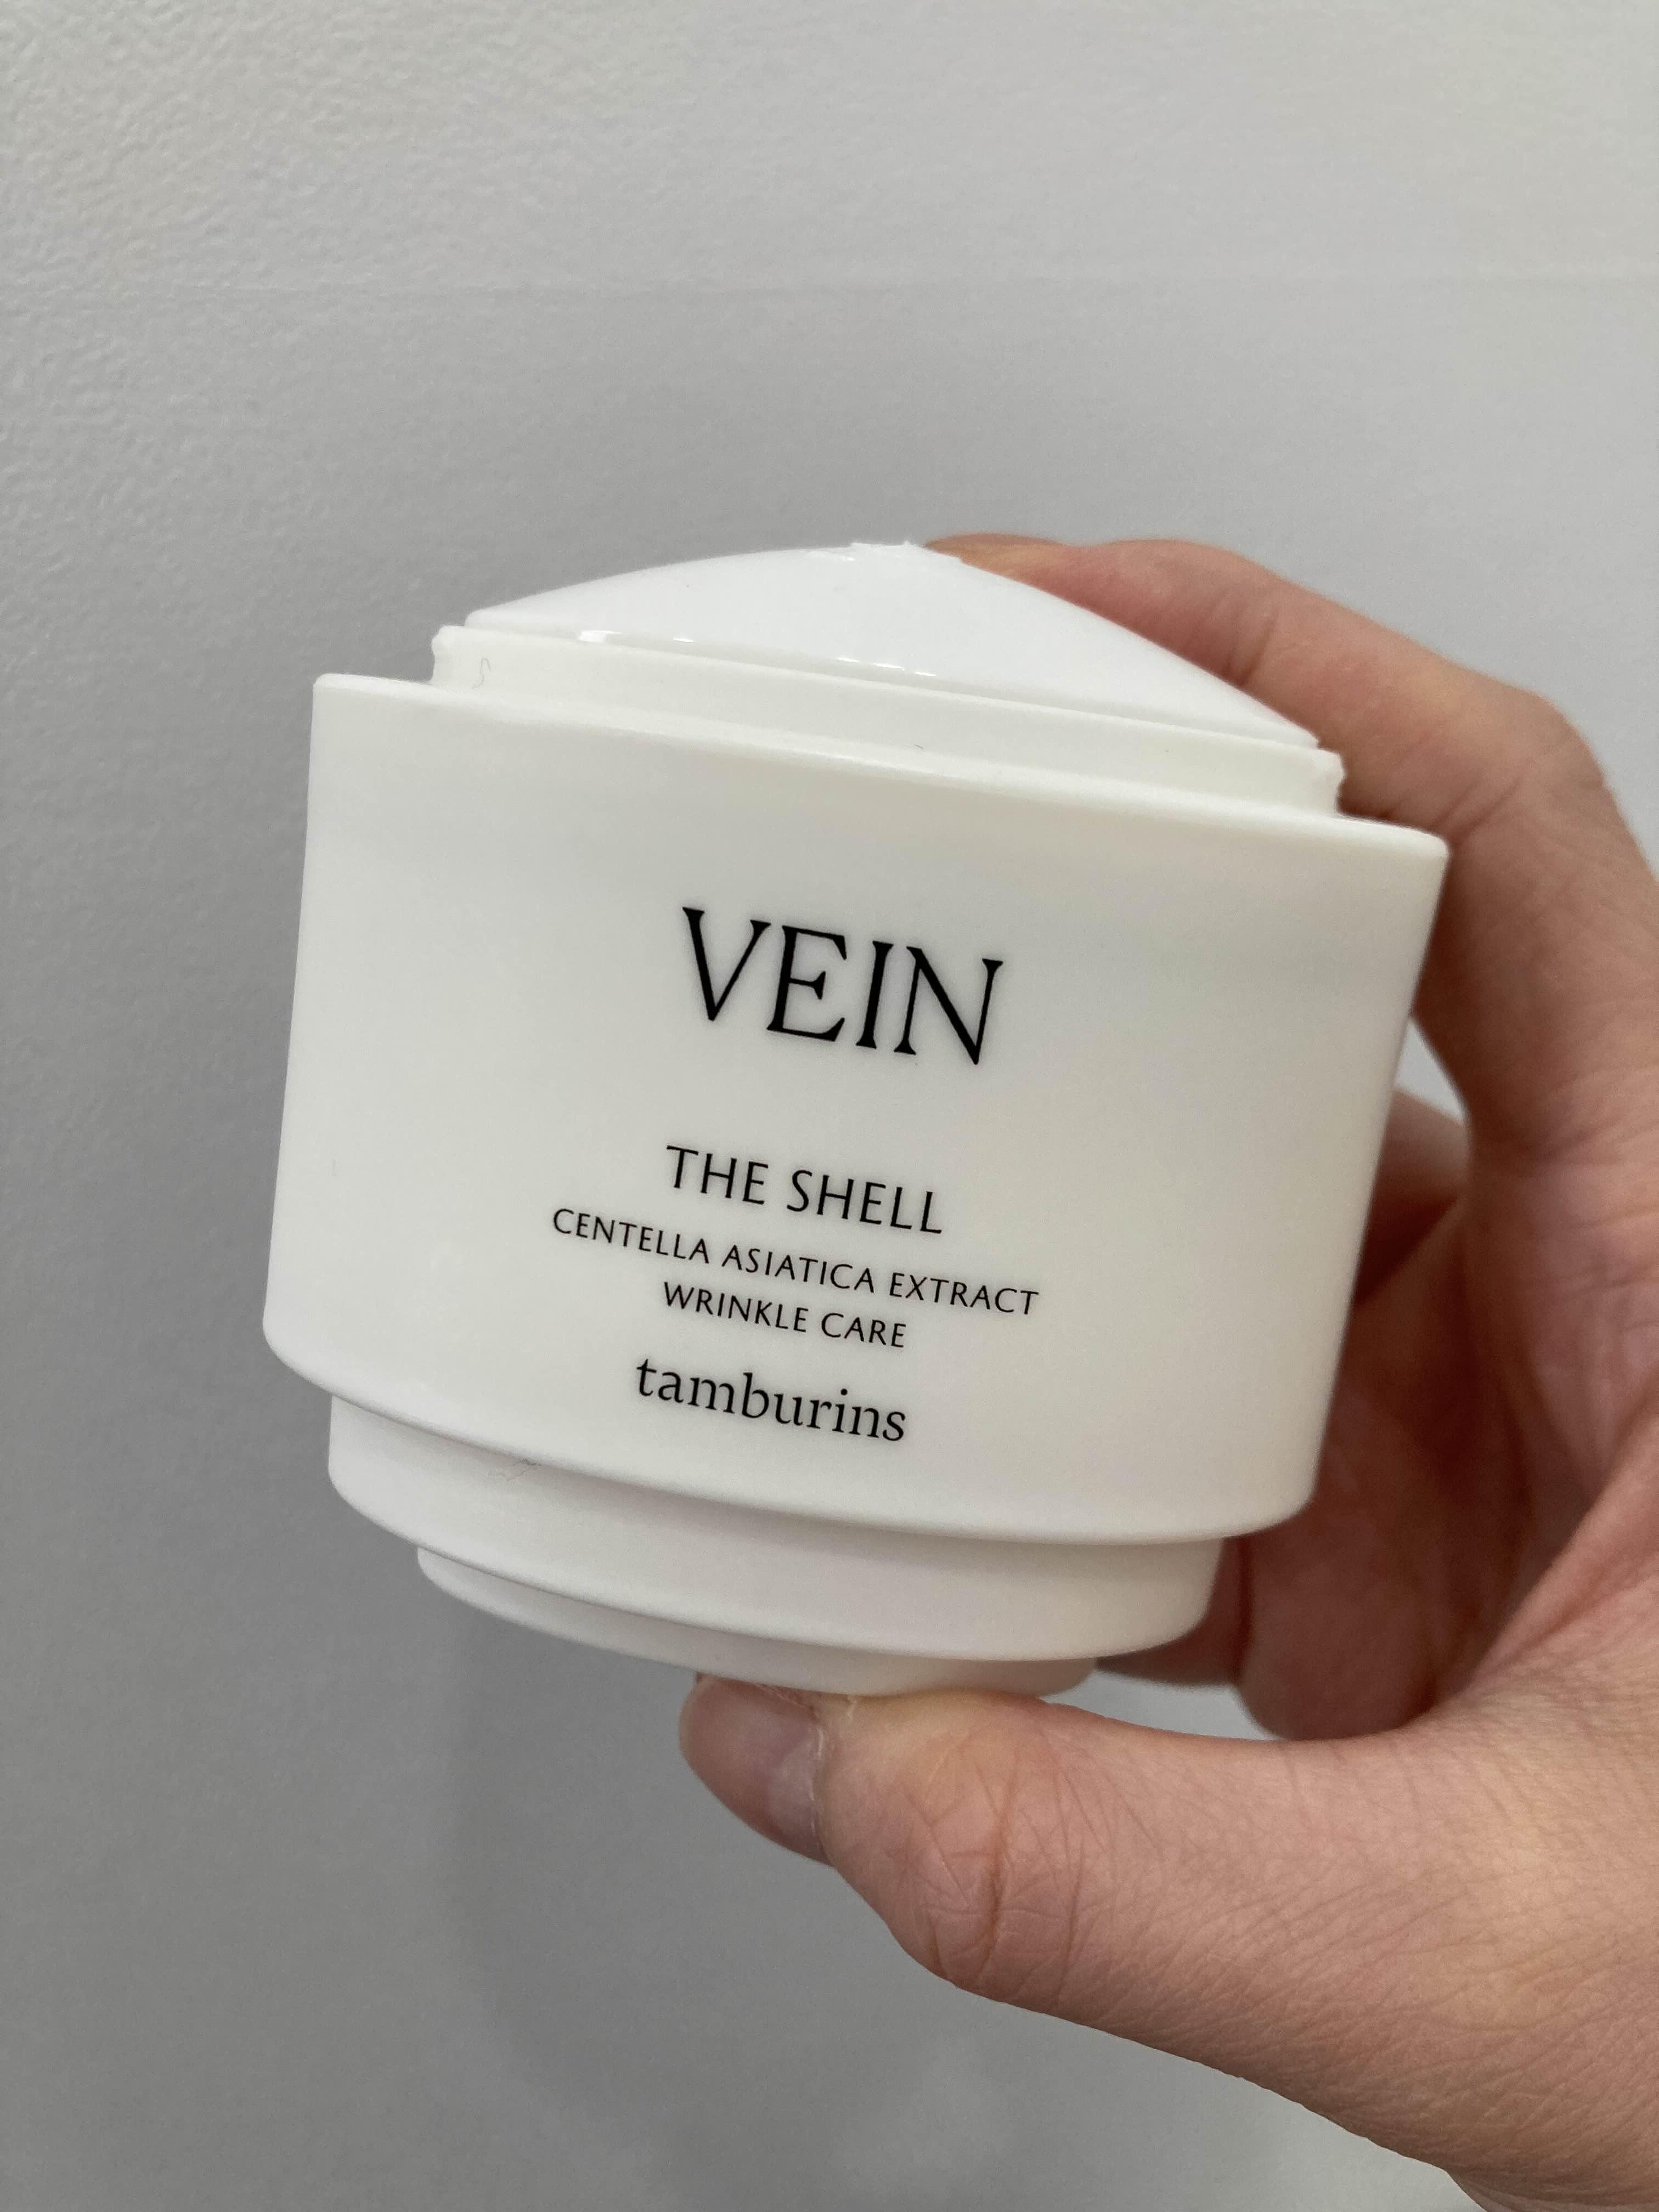 VEIN
THE SHELL
CENTELLA ASIATICA EXTRACT
WRINKLE CARE
tamburins